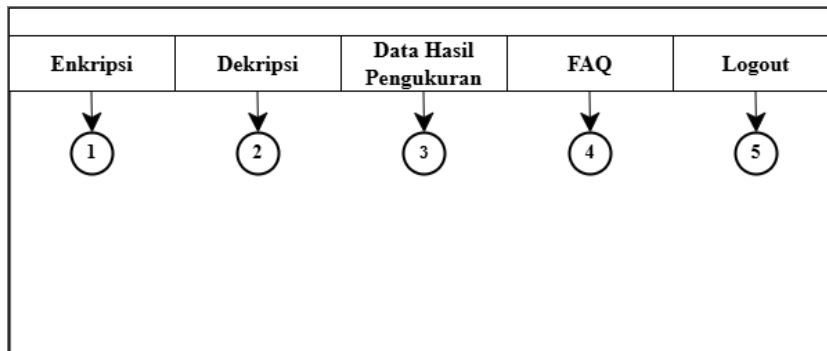 Enkripsi
Dekripsi
Data Hasil
Pengukuran
FAQ
Logout
1
2
3
4
5